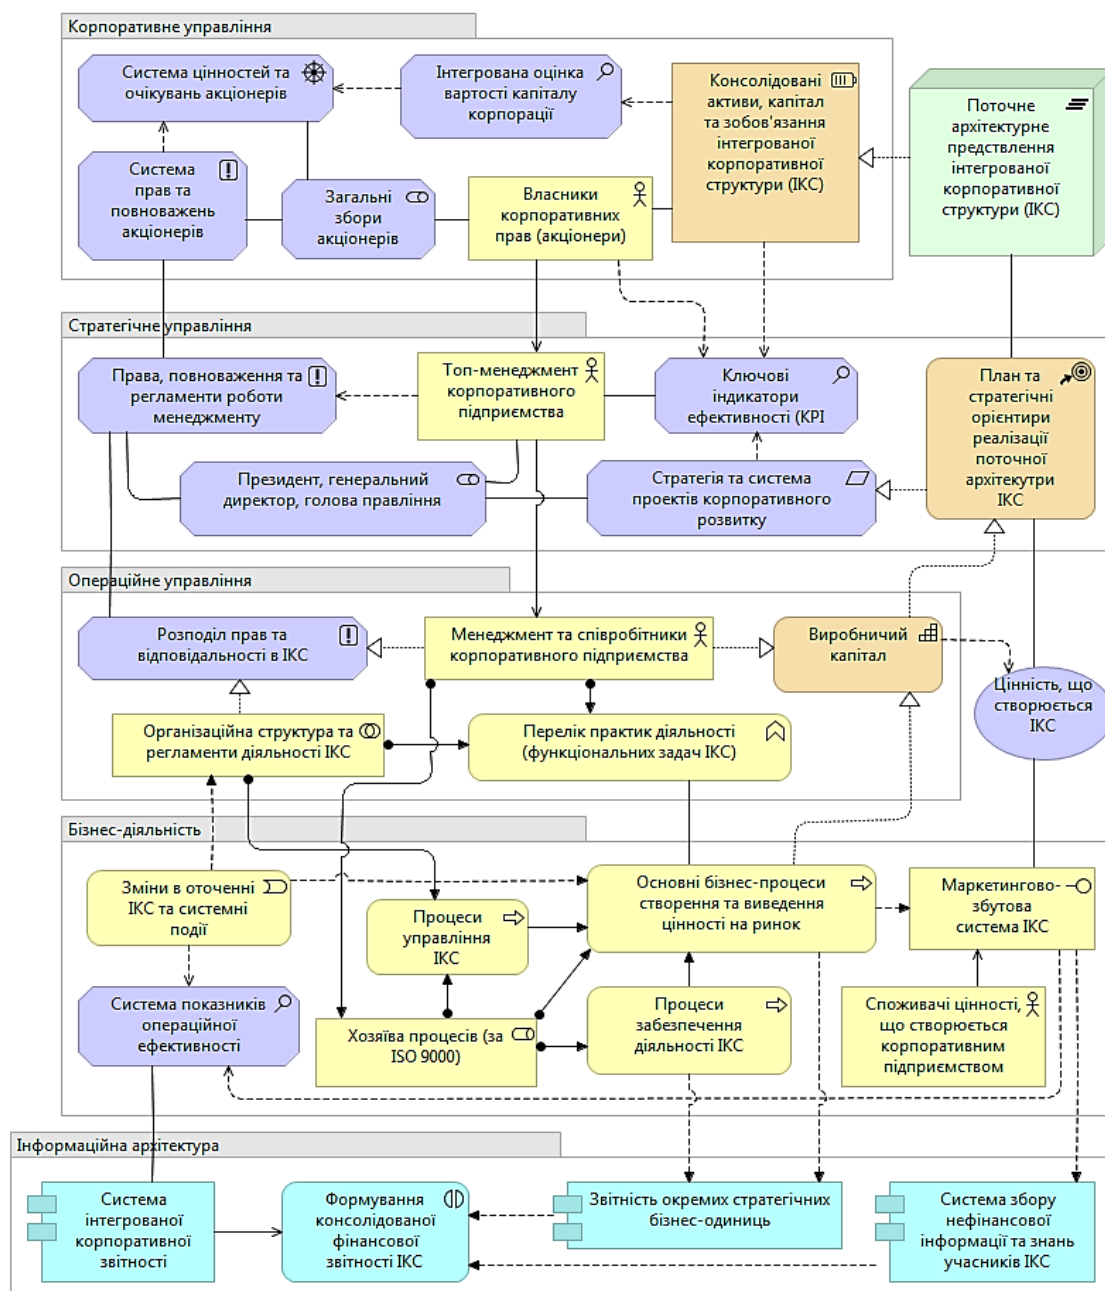 Корпоративне управління
Система цінностей та
очікувань акціонерів
Інтегрована оцінка
вартості капіталу
корпорації
Консолідовані
активи, капітал
та зобов'язання
інтегрованої
корпоративної
структури (ІКС)
Поточне
архітектурне
предствлення
інтегрованої
корпоративної
структури (ІКС)
Система
прав та
повноважень
акціонерів
Загальні
збори
акціонерів
Власники
корпоративних
прав (акціонери)
Стратегічне управління
Права, повноваження та
регламенти роботи
менеджменту
Топ-менеджмент
корпоративного
підприємства
Ключові
індикатори
ефективності (KPI
План та
стратегічні
орієнтири
реалізації
поточної
архітекутри
ІКС
Президент, генеральний
директор, голова правління
Стратегія та система
проектів корпоративного
розвитку
Операційне управління
Розподіл прав та
відповідальності в ІКС
Менеджмент та співробітники
корпоративного підприємства
Виробничий
капітал
Цінність, що
створюється
ІКС
Організаційна структура та
регламенти діяльності ІКС
Перелік практик діяльності
(функціональних задач ІКС)
Бізнес-діяльність
Зміни в оточенні
ІКС та системні
події
Процеси
управління
ІКС
Основні бізнес-процеси
створення та виведення
цінності на ринок
Маркетингово-
збутова
система ІКС
Система показників
операційної
ефективності
Хозяїва процесів (за
ISO 9000)
Процеси
забезпечення
діяльності ІКС
Споживачі цінності,
що створюється
корпоративним
підприємством
Інформаційна архітектура
Система
інтегрованої
корпоративної
звітності
Формування
консолідованої
фінансової
звітності ІКС
Звітність окремих стратегічних
бізнес-одиниць
Система збору
нефінансової
інформації та знань
учасників ІКС